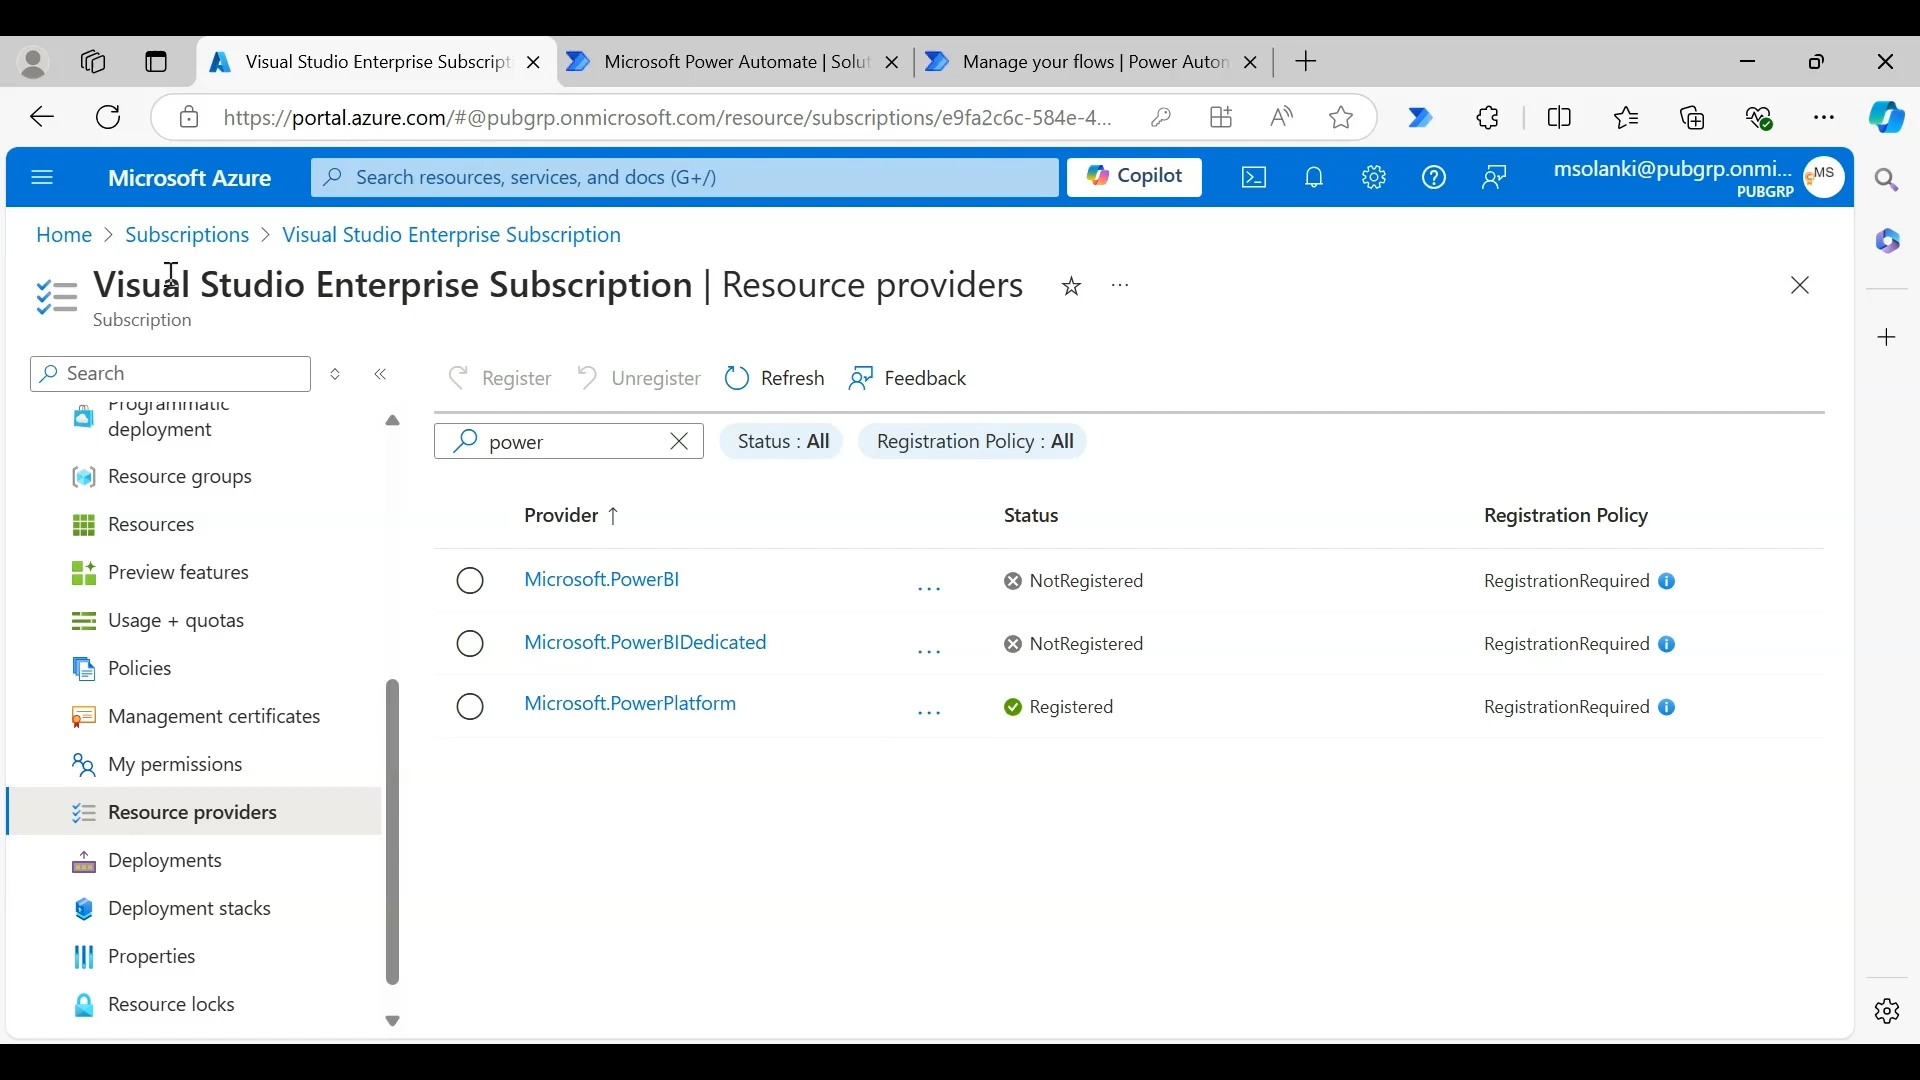 Visual Studio Enterprise Subscript
Microsoft Power Automate | Solut
Manage your flows | Power Auton
https://portal.azure.com/#@pubgrp.onmicrosoft.com/resource/subscriptions/e9fa2c6c-584e-4...
Microsoft Azure
Search resources, services, and docs (G+/)
Copilot
msolanki@pubgrp.onmi...
PUBGRP
MS
Home > Subscriptions > Visual Studio Enterprise Subscription
Visual Studio Enterprise Subscription | Resource providers
Subscription
Search
Programmatic
deployment
Resource groups
Resources
Preview features
Usage + quotas
Policies
Management certificates
My permissions
Resource providers
Deployments
Deployment stacks
Properties
Resource locks
Register Unregister Refresh Feedback
power
Status : All
Registration Policy : All
Provider ↑ Status Registration Policy
Microsoft.PowerBI ... NotRegistered RegistrationRequired
Microsoft.PowerBIDedicated ... NotRegistered RegistrationRequired
Microsoft.PowerPlatform ... Registered RegistrationRequired